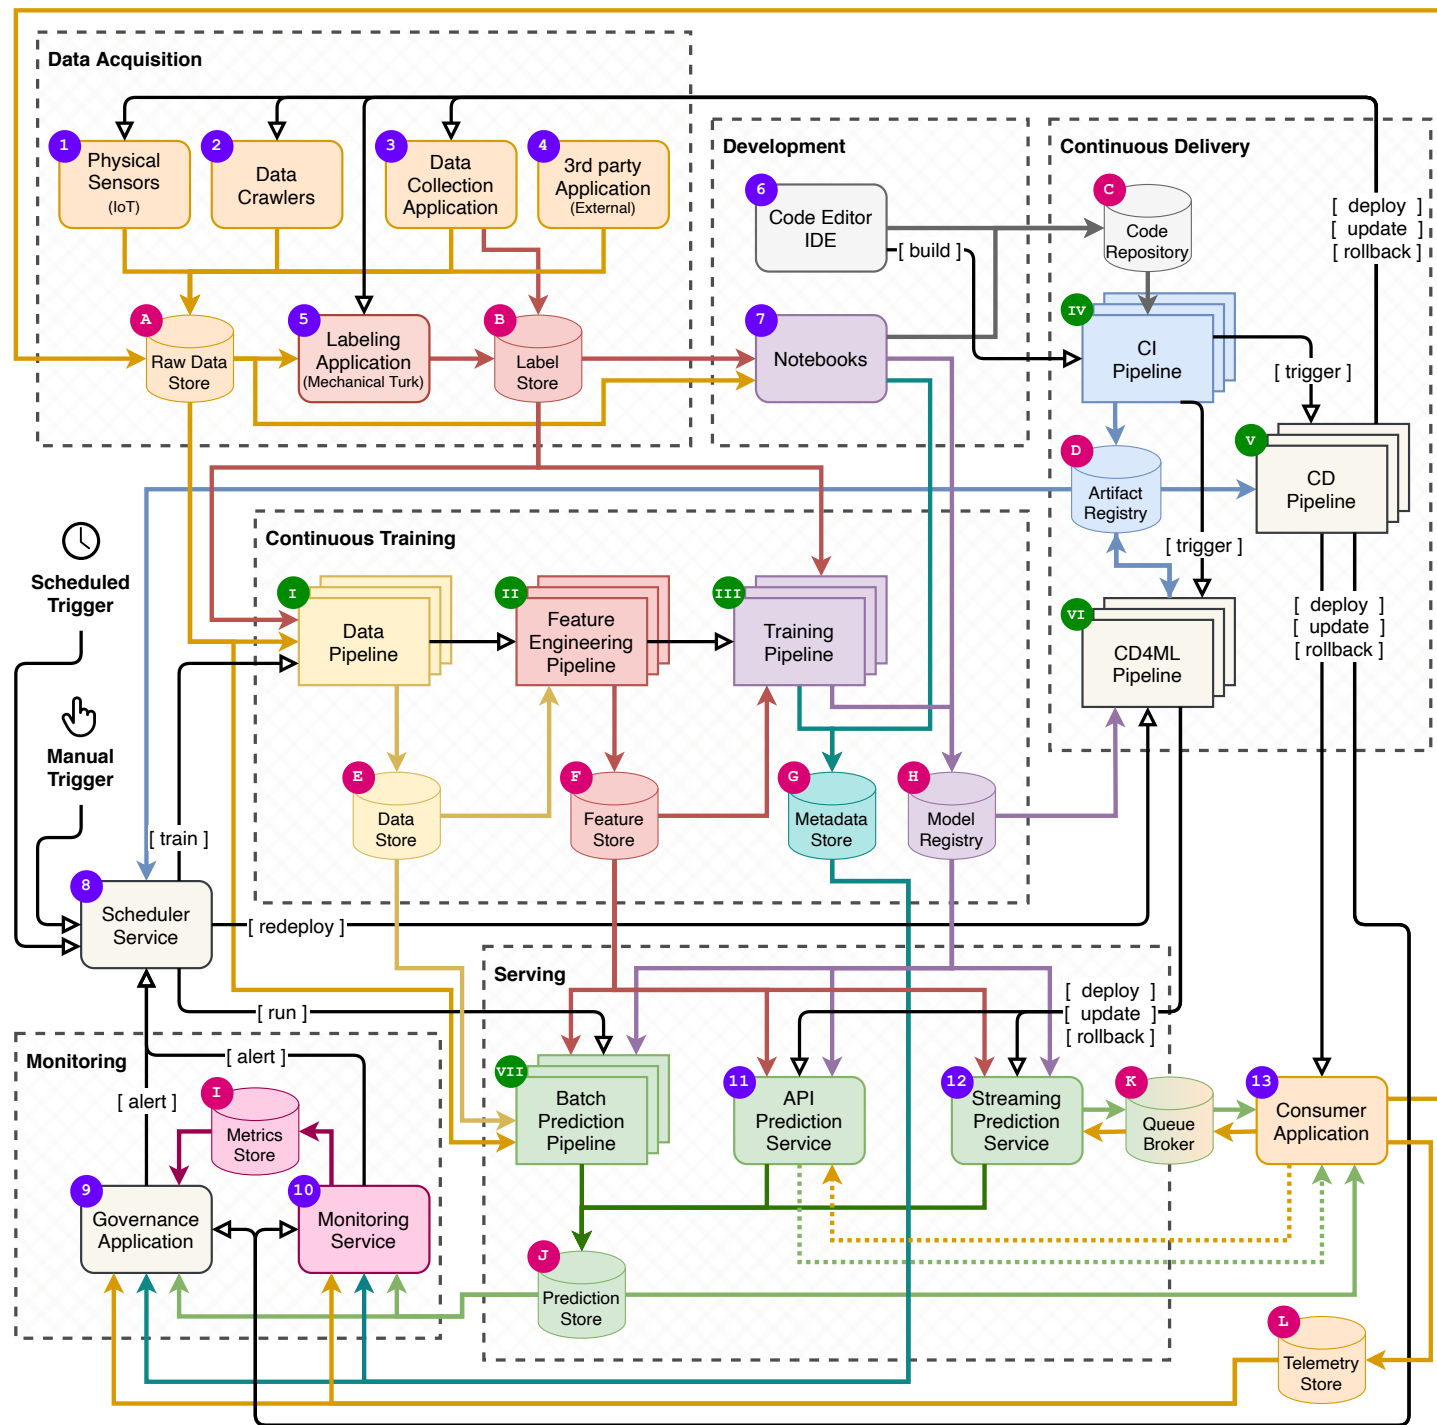 Data Acquisition
1
Physical
Sensors
(IoT)
2
Data
Crawlers
3
Data
Collection
Application
4
3rd party
Application
(External)
A
Raw Data
Store
5
Labeling
Application
(Mechanical Turk)
B
Label
Store
Development
6
Code Editor
IDE
[ build ]
7
Notebooks
Continuous Delivery
C
Code
Repository
[ deploy ]
[ update ]
[ rollback ]
IV
CI
Pipeline
[ trigger ]
D
Artifact
Registry
V
CD
Pipeline
[ trigger ]
VI
CD4ML
Pipeline
[ deploy ]
[ update ]
[ rollback ]
Scheduled
Trigger
Manual
Trigger
Continuous Training
I
Data
Pipeline
II
Feature
Engineering
Pipeline
III
Training
Pipeline
E
Data
Store
F
Feature
Store
G
Metadata
Store
H
Model
Registry
[ train ]
8
Scheduler
Service
[ redeploy ]
[ run ]
Serving
[ deploy ]
[ update ]
[ rollback ]
VII
Batch
Prediction
Pipeline
11
API
Prediction
Service
12
Streaming
Prediction
Service
K
Queue
Broker
13
Consumer
Application
J
Prediction
Store
L
Telemetry
Store
Monitoring
[ alert ]
[ alert ]
I
Metrics
Store
9
Governance
Application
10
Monitoring
Service